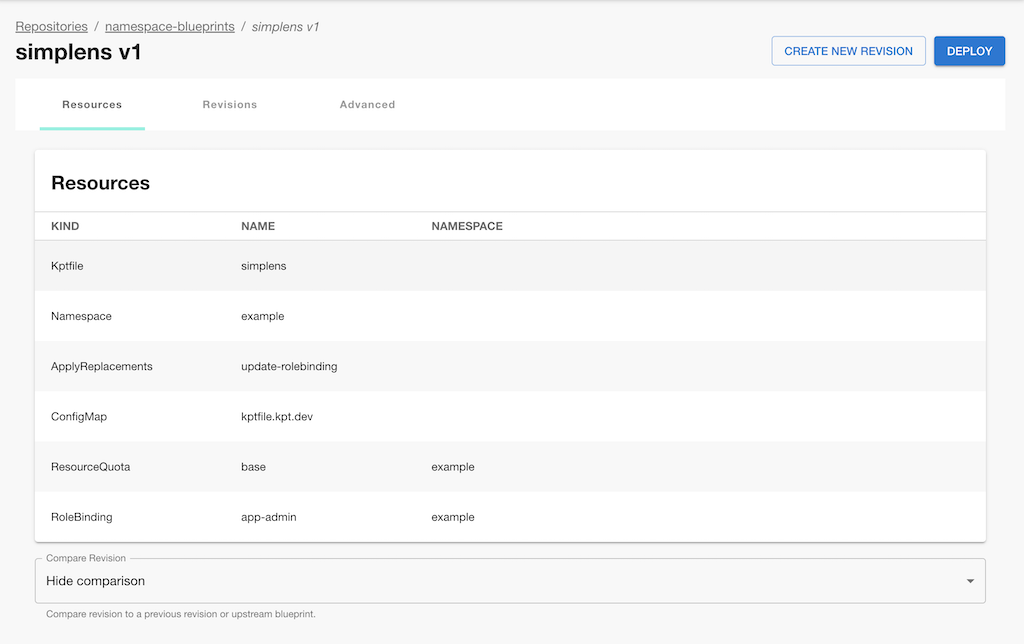 Repositories / namespace-blueprints / simplens v1
simplens v1
CREATE NEW REVISION
DEPLOY
Resources Revisions Advanced
Resources
KIND NAME NAMESPACE
Kptfile simplens
Namespace example
ApplyReplacements update-rolebinding
ConfigMap kptfile.kpt.dev
ResourceQuota base example
RoleBinding app-admin example
Compare Revision
Hide comparison
Compare revision to a previous revision or upstream blueprint.